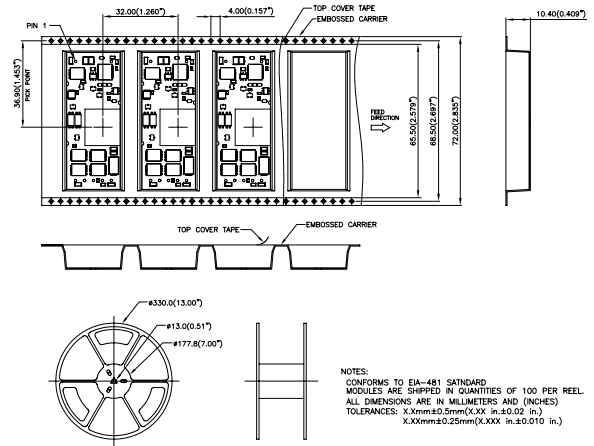 32.00(1.260")
4.00(0.157")
TOP COVER TAPE
EMBOSSED CARRIER
10.40(0.409")
PIN 1
36.90(1.453")
PICK POINT
FEED
DIRECTION
65.50(2.579")
68.50(2.697")
72.00(2.835")
TOP COVER TAPE
EMBOSSED CARRIER
ø330.0(13.00")
ø13.0(0.51")
ø177.8(7.00")
NOTES:
CONFORMS TO EIA-481 SATNDARD
MODULES ARE SHIPPED IN QUANTITIES OF 100 PER REEL.
ALL DIMENSIONS ARE IN MILLIMETERS AND (INCHES)
TOLERANCES: X.Xmm±0.5mm(X.XX in.±0.02 in.)
X.XXmm±0.25mm(X.XXX in.±0.010 in.)